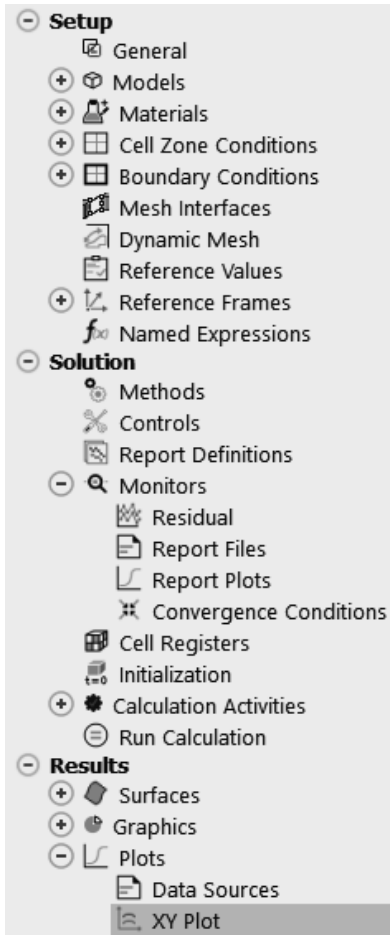 Setup
General
Models
Materials
Cell Zone Conditions
Boundary Conditions
Mesh Interfaces
Dynamic Mesh
Reference Values
Reference Frames
f(x) Named Expressions
Solution
Methods
Controls
Report Definitions
Monitors
Residual
Report Files
Report Plots
Convergence Conditions
Cell Registers
t=0 Initialization
Calculation Activities
Run Calculation
Results
Surfaces
Graphics
Plots
Data Sources
XY Plot